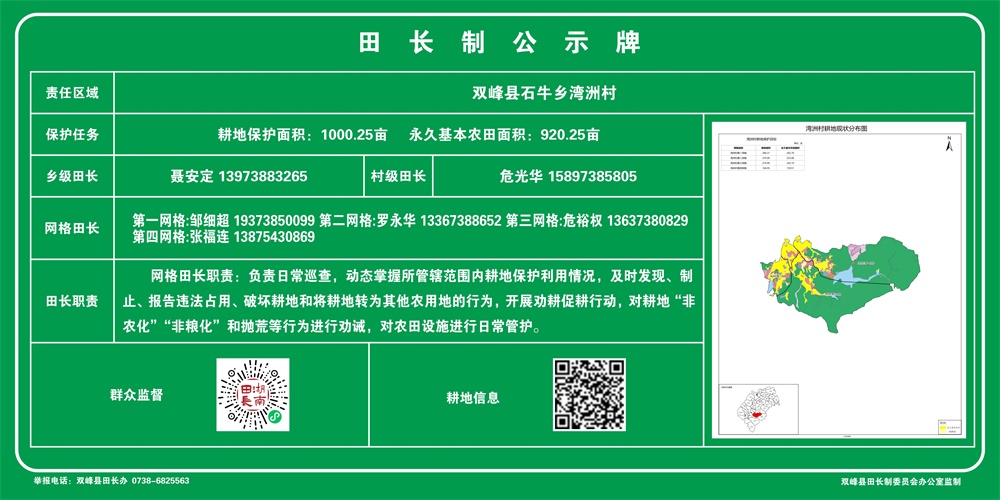 田长制公示牌
责任区域
双峰县石牛乡湾洲村
保护任务
耕地保护面积：1000.25亩 永久基本农田面积：920.25亩
乡级田长
聂安定 13973883265
村级田长
危光华 15897385805
网格田长
第一网格:邹细超 19373850099 第二网格:罗永华 13367388652 第三网格:危裕权 13637380829
第四网格:张福连 13875430869
田长职责
网格田长职责：负责日常巡查，动态掌握所管辖范围内耕地保护利用情况，及时发现、制
止、报告违法占用、破坏耕地和将耕地转为其他农用地的行为，开展劝耕促耕行动，对耕地“非
农化”“非粮化”和抛荒等行为进行劝诫，对农田设施进行日常管护。
群众监督
湖南
田長
耕地信息
湾洲村耕地现状分布图
N
举报电话：双峰县田长办 0738-6825563
双峰县田长制委员会办公室监制